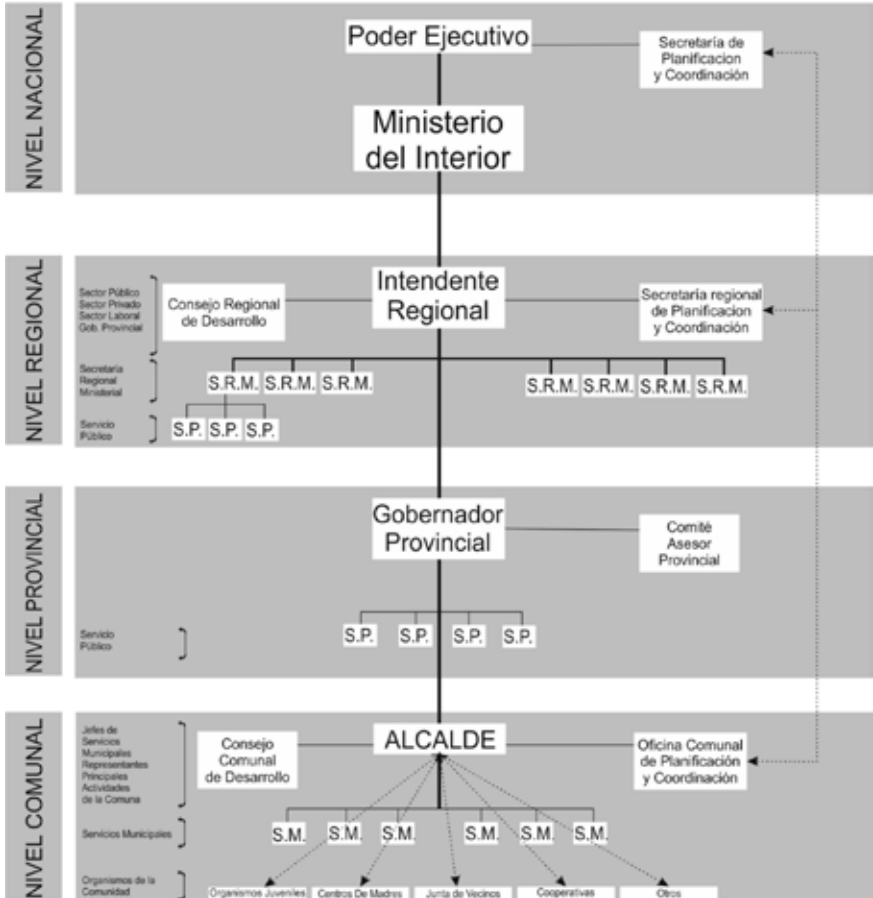 NIVEL NACIONAL
Poder Ejecutivo
Secretaría de
Planificacion
y Coordinación
Ministerio
del Interior
NIVEL REGIONAL
Sector Público
Sector Privado
Sector Laboral
Gob. Provincial
Consejo Regional
de Desarrollo
Intendente
Regional
Secretaría regional
de Planificacion
y Coordinación
Secretaria
Regional
Ministerial
S.R.M. S.R.M. S.R.M.
S.R.M. S.R.M. S.R.M. S.R.M.
Servicio
Público
S.P. S.P. S.P.
NIVEL PROVINCIAL
Gobernador
Provincial
Comité
Asesor
Provincial
Servicio
Público
S.P. S.P. S.P. S.P.
NIVEL COMUNAL
Jefes de
Servicios
Municipales
Representantes
Principales
Actividades
de la Comuna
Consejo
Comunal
de Desarrollo
ALCALDE
Oficina Comunal
de Planificación
y Coordinación
Servicios Municipales
S.M. S.M. S.M. S.M. S.M. S.M.
Organismos de la
Comunidad
Organismos Juveniles
Centros De Madres
Junta de Vecinos
Cooperativas
Otros